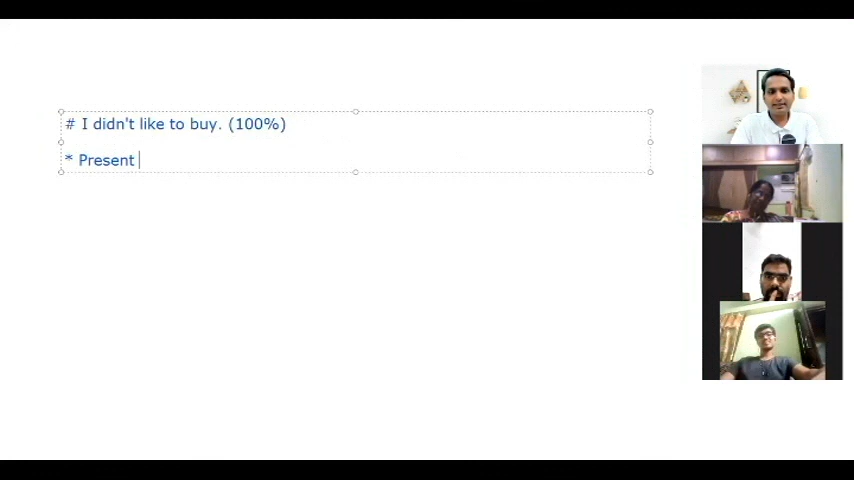 # I didn't like to buy. (100%)
* Present